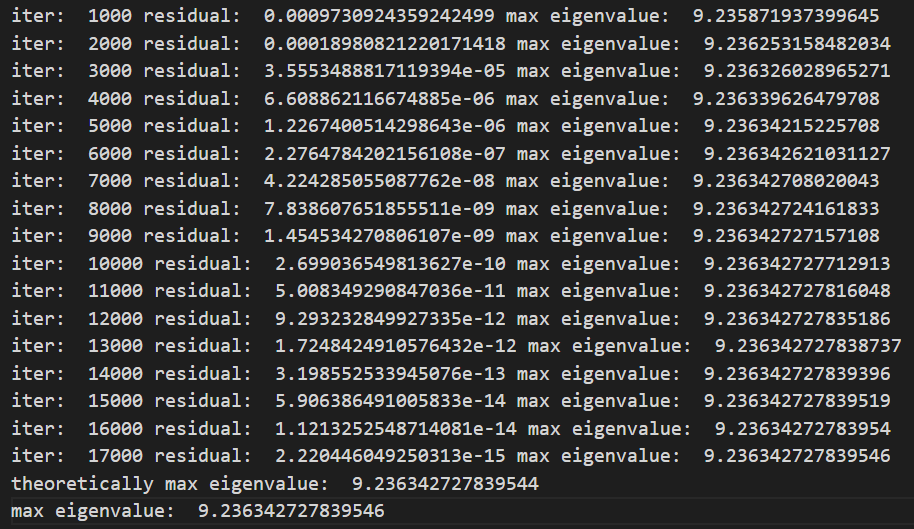 iter:  1000 residual:  0.0009730924359242499 max eigenvalue:  9.235871937399645
iter:  2000 residual:  0.00018980821220171418 max eigenvalue:  9.236253158482034
iter:  3000 residual:  3.5553488817119394e-05 max eigenvalue:  9.236326028965271
iter:  4000 residual:  6.608862116674885e-06 max eigenvalue:  9.236339626479708
iter:  5000 residual:  1.2267400514298643e-06 max eigenvalue:  9.23634215225708
iter:  6000 residual:  2.2764784202156108e-07 max eigenvalue:  9.236342621031127
iter:  7000 residual:  4.224285055087762e-08 max eigenvalue:  9.236342708020043
iter:  8000 residual:  7.838607651855511e-09 max eigenvalue:  9.236342724161833
iter:  9000 residual:  1.454534270806107e-09 max eigenvalue:  9.236342727157108
iter:  10000 residual:  2.699036549813627e-10 max eigenvalue:  9.236342727712913
iter:  11000 residual:  5.008349290847036e-11 max eigenvalue:  9.236342727816048
iter:  12000 residual:  9.293232849927335e-12 max eigenvalue:  9.236342727835186
iter:  13000 residual:  1.7248424910576432e-12 max eigenvalue:  9.236342727838737
iter:  14000 residual:  3.198552533945076e-13 max eigenvalue:  9.236342727839396
iter:  15000 residual:  5.906386491005833e-14 max eigenvalue:  9.236342727839519
iter:  16000 residual:  1.1213252548714081e-14 max eigenvalue:  9.23634272783954
iter:  17000 residual:  2.220446049250313e-15 max eigenvalue:  9.236342727839546
theoretically max eigenvalue:  9.236342727839544
max eigenvalue:  9.236342727839546